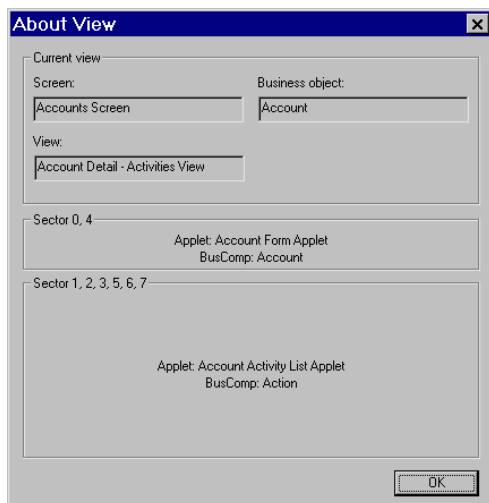 About View
Current view
Screen:
Business object:
Accounts Screen
Account
View:
Account Detail - Activities View
Sector 0, 4
Applet: Account Form Applet
BusComp: Account
Sector 1, 2, 3, 5, 6, 7
Applet: Account Activity List Applet
BusComp: Action
OK